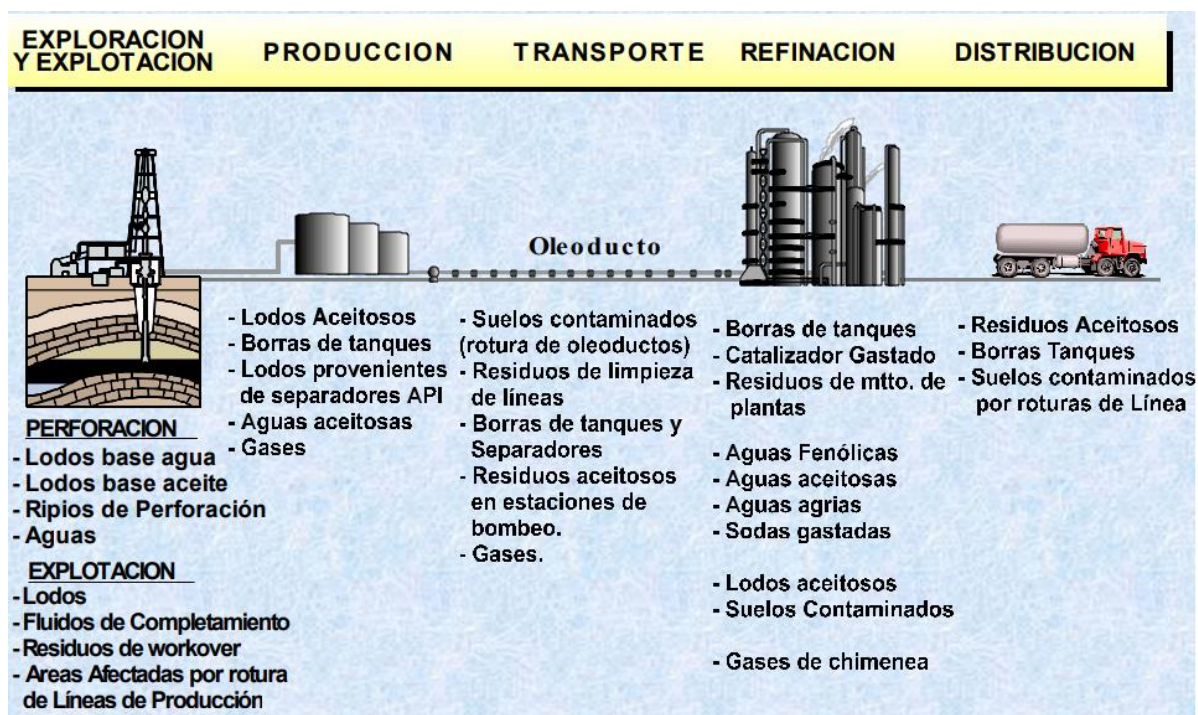 EXPLORACION
Y EXPLOTACION
PRODUCCION
TRANSPORTE
REFINACION
DISTRIBUCION
Oleoducto
PERFORACION
- Lodos base agua
- Lodos base aceite
- Ripios de Perforación
- Aguas
EXPLOTACION
- Lodos
- Fluidos de Completamiento
- Residuos de workover
- Areas Afectadas por rotura
de Líneas de Producción
- Lodos Aceitosos
- Borras de tanques
- Lodos provenientes
de separadores API
- Aguas aceitosas
- Gases
- Suelos contaminados
(rotura de oleoductos)
- Residuos de limpieza
de líneas
- Borras de tanques y
Separadores
- Residuos aceitosos
en estaciones de
bombeo.
- Gases.
- Borras de tanques
- Catalizador Gastado
- Residuos de mtto. de
plantas
- Aguas Fenólicas
- Aguas aceitosas
- Aguas agrias
- Sodas gastadas
- Lodos aceitosos
- Suelos Contaminados
- Gases de chimenea
- Residuos Aceitosos
- Borras Tanques
- Suelos contaminados
por roturas de Línea